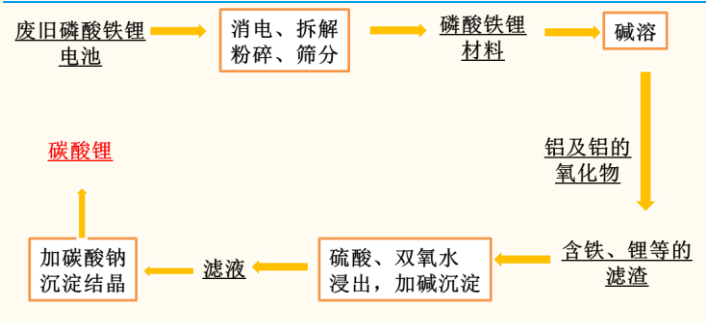 废旧磷酸铁锂
电池
消电、拆解
粉碎、筛分
磷酸铁锂
材料
碱溶
铝及铝的
氧化物
含铁、锂等的
滤渣
硫酸、双氧水
浸出，加碱沉淀
滤液
加碳酸钠
沉淀结晶
碳酸锂